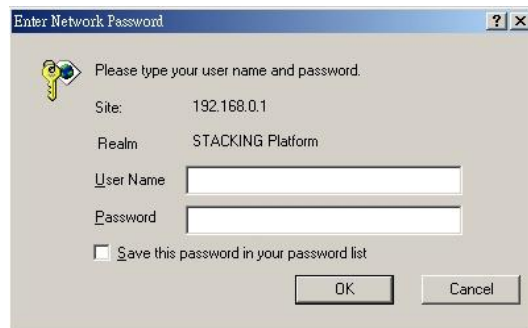 Enter Network Password
Please type your user name and password.
Site: 192.168.0.1
Realm STACKING Platform
User Name
Password
Save this password in your password list
OK Cancel